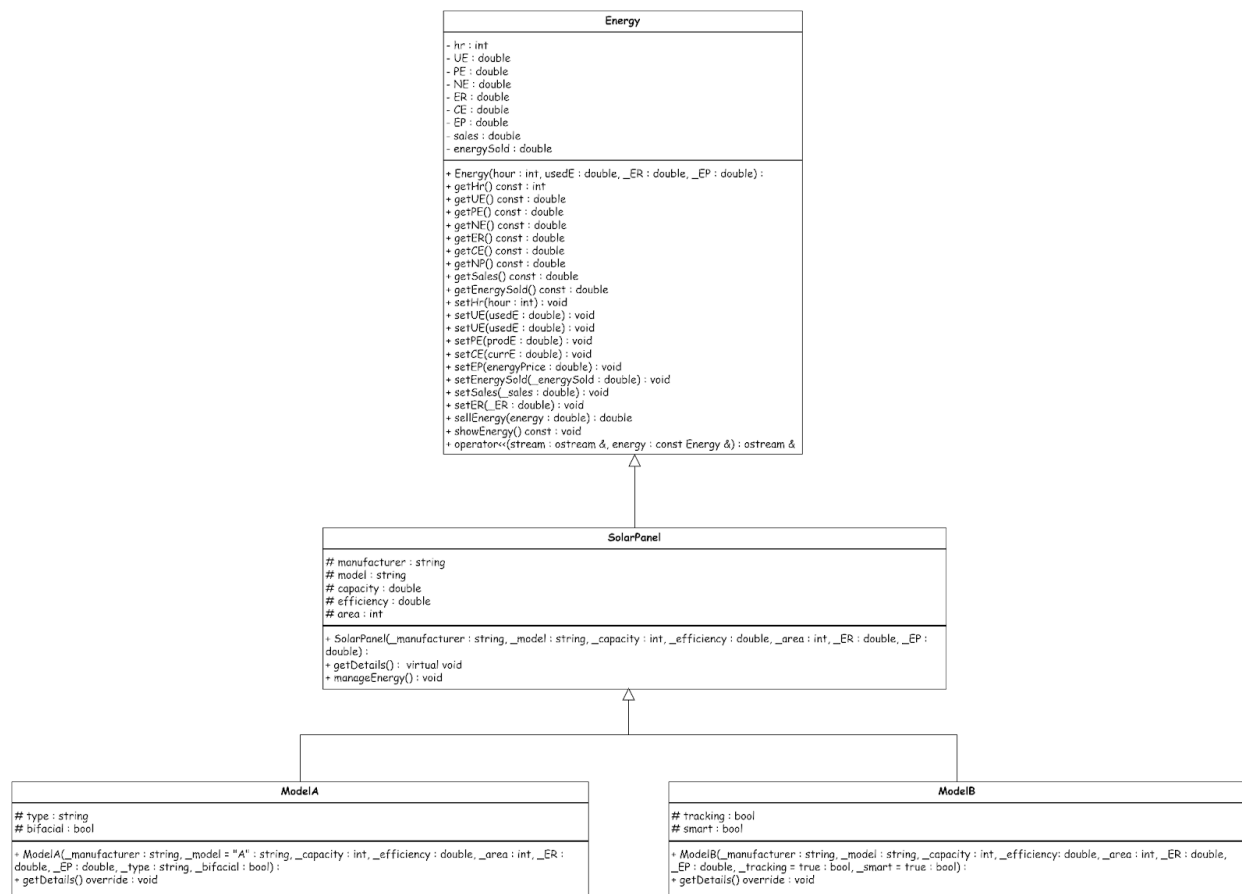 Energy
- hr : int
- UE : double
- PE : double
- NE : double
- ER : double
- CE : double
- EP : double
- sales : double
- energySold : double
+ Energy(hour : int, usedE : double, _ER : double, _EP : double) :
+ getHr() const : int
+ getUE() const : double
+ getPE() const : double
+ getNE() const : double
+ getER() const : double
+ getCE() const : double
+ getNP() const : double
+ getSales() const : double
+ getEnergySold() const : double
+ setHr(hour : int) : void
+ setUE(usedE : double) : void
+ setUE(usedE : double) : void
+ setPE(prodE : double) : void
+ setCE(currE : double) : void
+ setEP(energyPrice : double) : void
+ setEnergySold(_energySold : double) : void
+ setSales(_sales : double) : void
+ setER(_ER : double) : void
+ sellEnergy(energy : double) : double
+ showEnergy() const : void
+ operator<<(stream : ostream &, energy : const Energy &) : ostream &
SolarPanel
# manufacturer : string
# model : string
# capacity : double
# efficiency : double
# area : int
+ SolarPanel(_manufacturer : string, _model : string, _capacity : int, _efficiency : double, _area : int, _ER : double, _EP :
double) :
+ getDetails() : virtual void
+ manageEnergy() : void
ModelA
# type : string
# bifacial : bool
+ ModelA(_manufacturer : string, _model = "A" : string, _capacity : int, _efficiency : double, _area : int, _ER :
double, _EP : double, _type : string, _bifacial : bool) :
+ getDetails() override : void
ModelB
# tracking : bool
# smart : bool
+ ModelB(_manufacturer : string, _model : string, _capacity : int, _efficiency: double, _area : int, _ER : double,
_EP : double, _tracking = true : bool, _smart = true : bool) :
+ getDetails() override : void